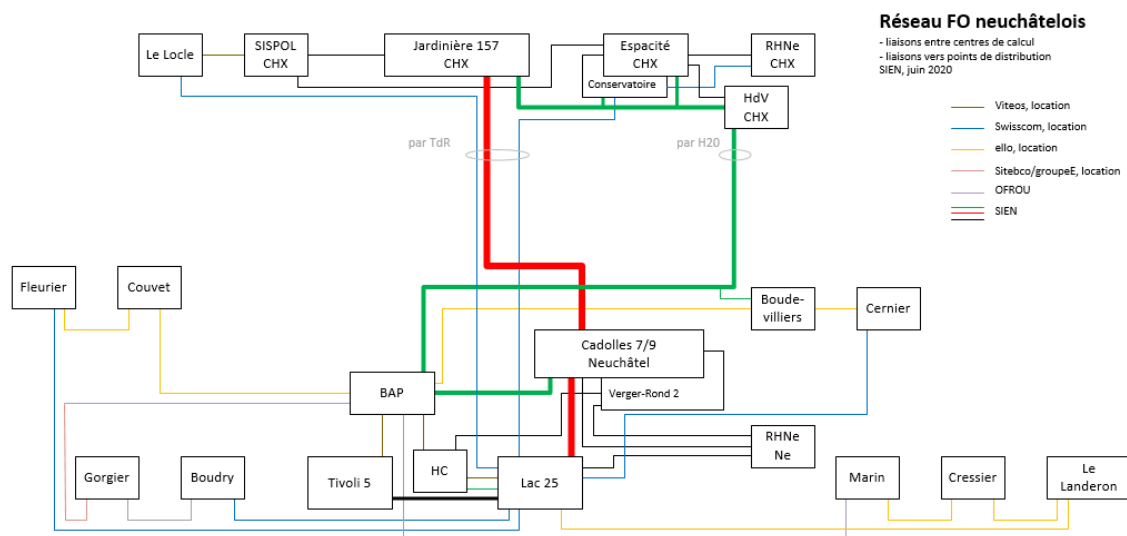 Réseau FO neuchâtelois
- liaisons entre centres de calcul
- liaisons vers points de distribution
SIEN, juin 2020
Le Locle
SISPOL
CHX
Jardinière 157
CHX
Espacité
CHX
Conservatoire
RHNe
CHX
HdV
CHX
par TdR
par H20
Viteos, location
Swisscom, location
ello, location
Sitebco/groupeE, location
OFROU
SIEN
Fleurier
Couvet
Boude-
villiers
Cernier
Cadolles 7/9
Neuchâtel
BAP
Verger-Rond 2
RHNe
Ne
HC
Gorgier
Boudry
Tivoli 5
Lac 25
Marin
Cressier
Le
Landeron